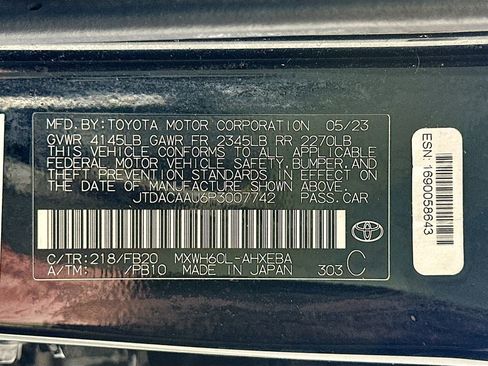 MFD.BY:TOYOTA MOTOR CORPORATION 05/23
GVWR 4145LB GAWR FR 2345LB RR 2270LB
THIS VEHICLE CONFORMS TO ALL APPLICABLE
FEDERAL MOTOR VEHICLE SAFETY,BUMPER,AND
THEFT PREVENTION STANDARDS IN EFFECT ON
THE DATE OF MANUFACTURE SHOWN ABOVE.
JTDACAAU6P3007742 PASS.CAR
C/TR:218/FB20 MXWH60L-AHXEBA
A/TM: /PB10 MADE IN JAPAN 303 C
TOYOTA
ESN: 1690058643